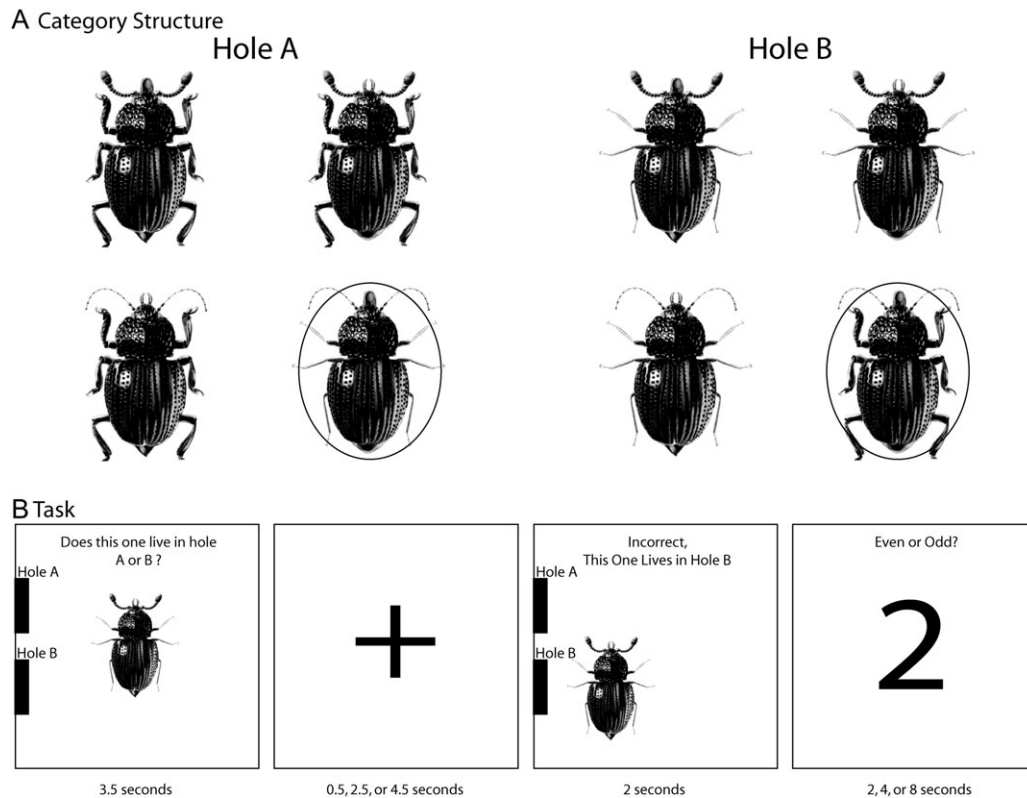 A Category Structure
Hole A
Hole B
B Task
Does this one live in hole
A or B ?
Hole A
Hole B
3.5 seconds
0.5, 2.5, or 4.5 seconds
Incorrect,
This One Lives in Hole B
Hole A
Hole B
2 seconds
Even or Odd?
2
2, 4, or 8 seconds